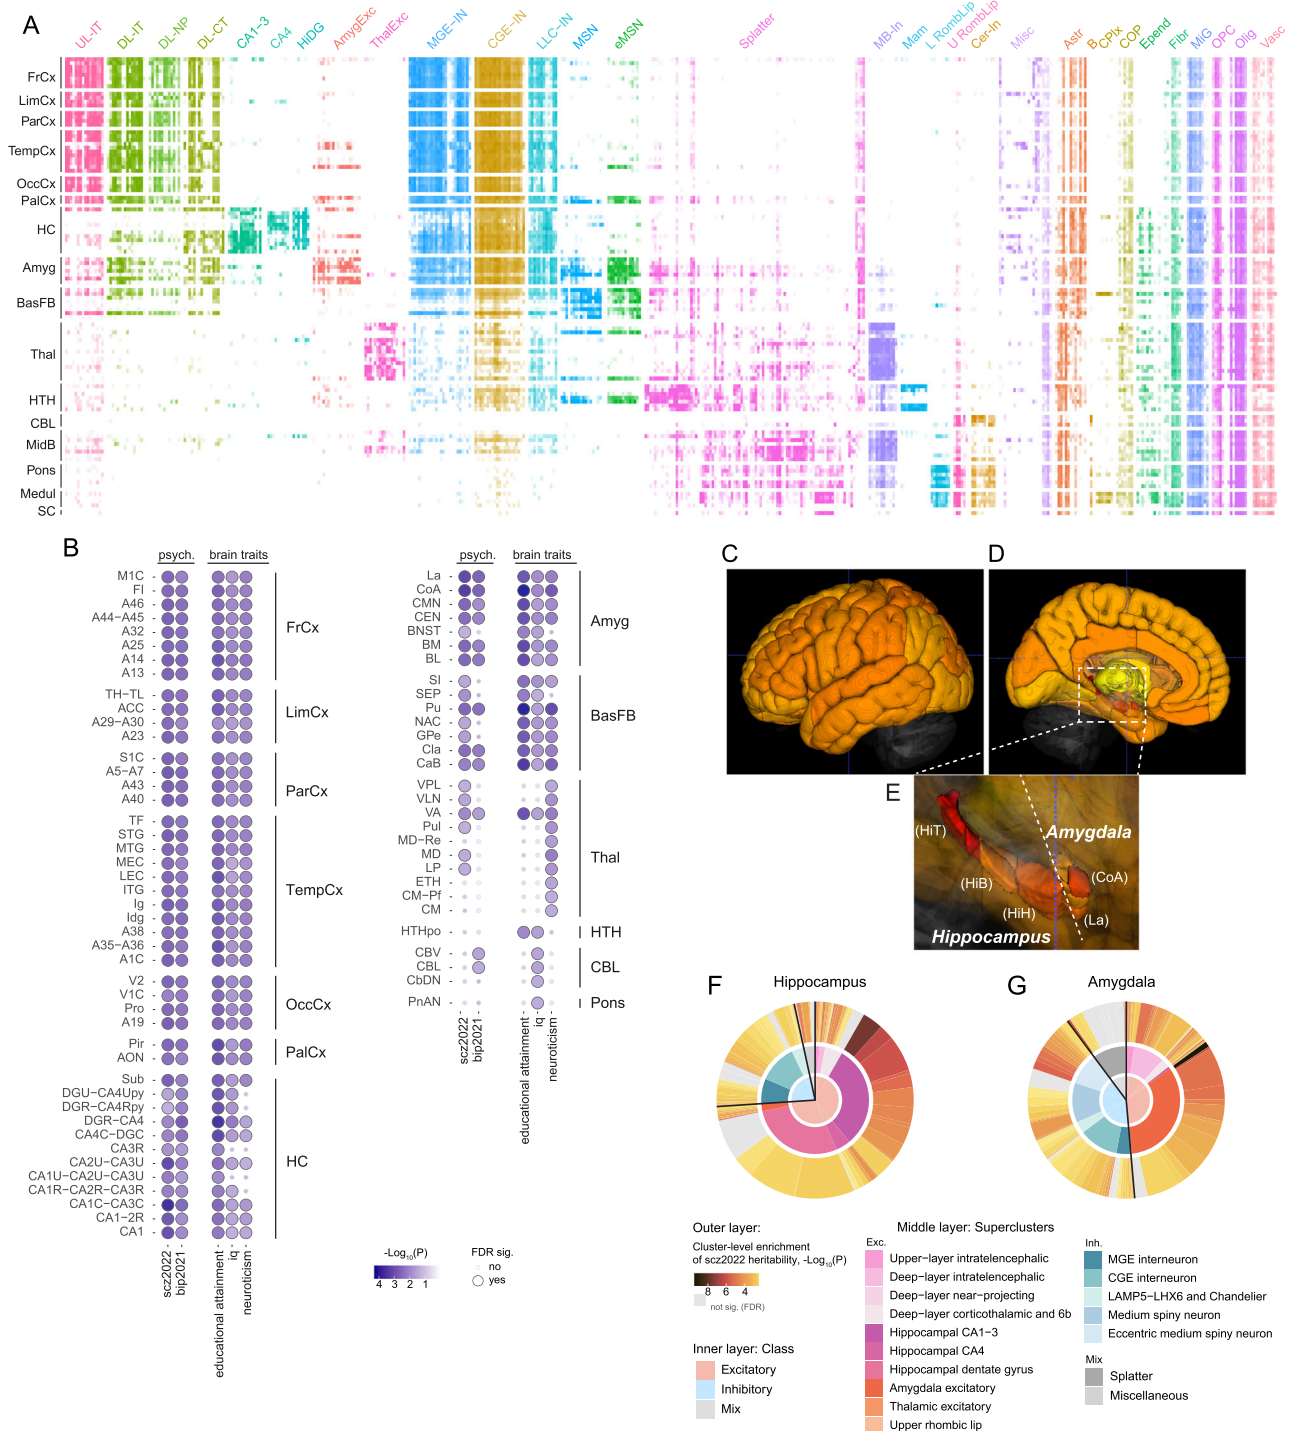 A
UL-IT
DL-IT
DL-NP
DL-CT
CA1-3
CA4
HiDG
AmygExc
ThalExc
MGE-IN
CGE-IN
LLC-IN
MSN
eMSN
Splatter
MB-In
Mam
L RombLip
U RombLip
Cer-In
Misc
Astr
B
CPlx
COP
Epend
Fibr
MiG
OPC
Olig
Vasc
FrCx
LimCx
ParCx
TempCx
OccCx
PalCx
HC
Amyg
BasFB
Thal
HTH
CBL
MidB
Pons
Medul
SC
B
psych. brain traits
M1C
FI
A46
A44-A45
A32
A25
A14
A13
FrCx
TH-TL
ACC
A29-A30
A23
LimCx
S1C
A5-A7
A43
A40
ParCx
TF
STG
MTG
MEC
LEC
ITG
Ig
Idg
A38
A35-A36
A1C
TempCx
V2
V1C
Pro
A19
OccCx
Pir
AON
PalCx
Sub
DGU-CA4Upy
DGR-CA4Rpy
DGR-CA4
CA4C-DGC
CA3R
CA2U-CA3U
CA1U-CA2U-CA3U
CA1R-CA2R-CA3R
CA1C-CA3C
CA1-2R
CA1
HC
scz2022
bip2021
educational attainment
iq
neuroticism
psych. brain traits
La
CoA
CMN
CEN
BNST
BM
BL
Amyg
SI
SEP
Pu
NAC
GPe
Cla
CaB
BasFB
VPL
VLN
VA
Pul
MD-Re
MD
LP
ETH
CM-Pf
CM
Thal
HTHpo
HTH
CBV
CBL
CbDN
CBL
PnAN
Pons
scz2022
bip2021
educational attainment
iq
neuroticism
-Log10(P)
4 3 2 1
FDR sig.
no
yes
C
D
E
(HiT)
(HiB)
(HiH)
Hippocampus
Amygdala
(CoA)
(La)
F
Hippocampus
G
Amygdala
Outer layer:
Cluster-level enrichment
of scz2022 heritability, -Log10(P)
8 6 4
not sig. (FDR)
Inner layer: Class
Excitatory
Inhibitory
Mix
Middle layer: Superclusters
Exc.
Upper-layer intratelencephalic
Deep-layer intratelencephalic
Deep-layer near-projecting
Deep-layer corticothalamic and 6b
Hippocampal CA1-3
Hippocampal CA4
Hippocampal dentate gyrus
Amygdala excitatory
Thalamic excitatory
Upper rhombic lip
Inh.
MGE interneuron
CGE interneuron
LAMP5-LHX6 and Chandelier
Medium spiny neuron
Eccentric medium spiny neuron
Mix
Splatter
Miscellaneous